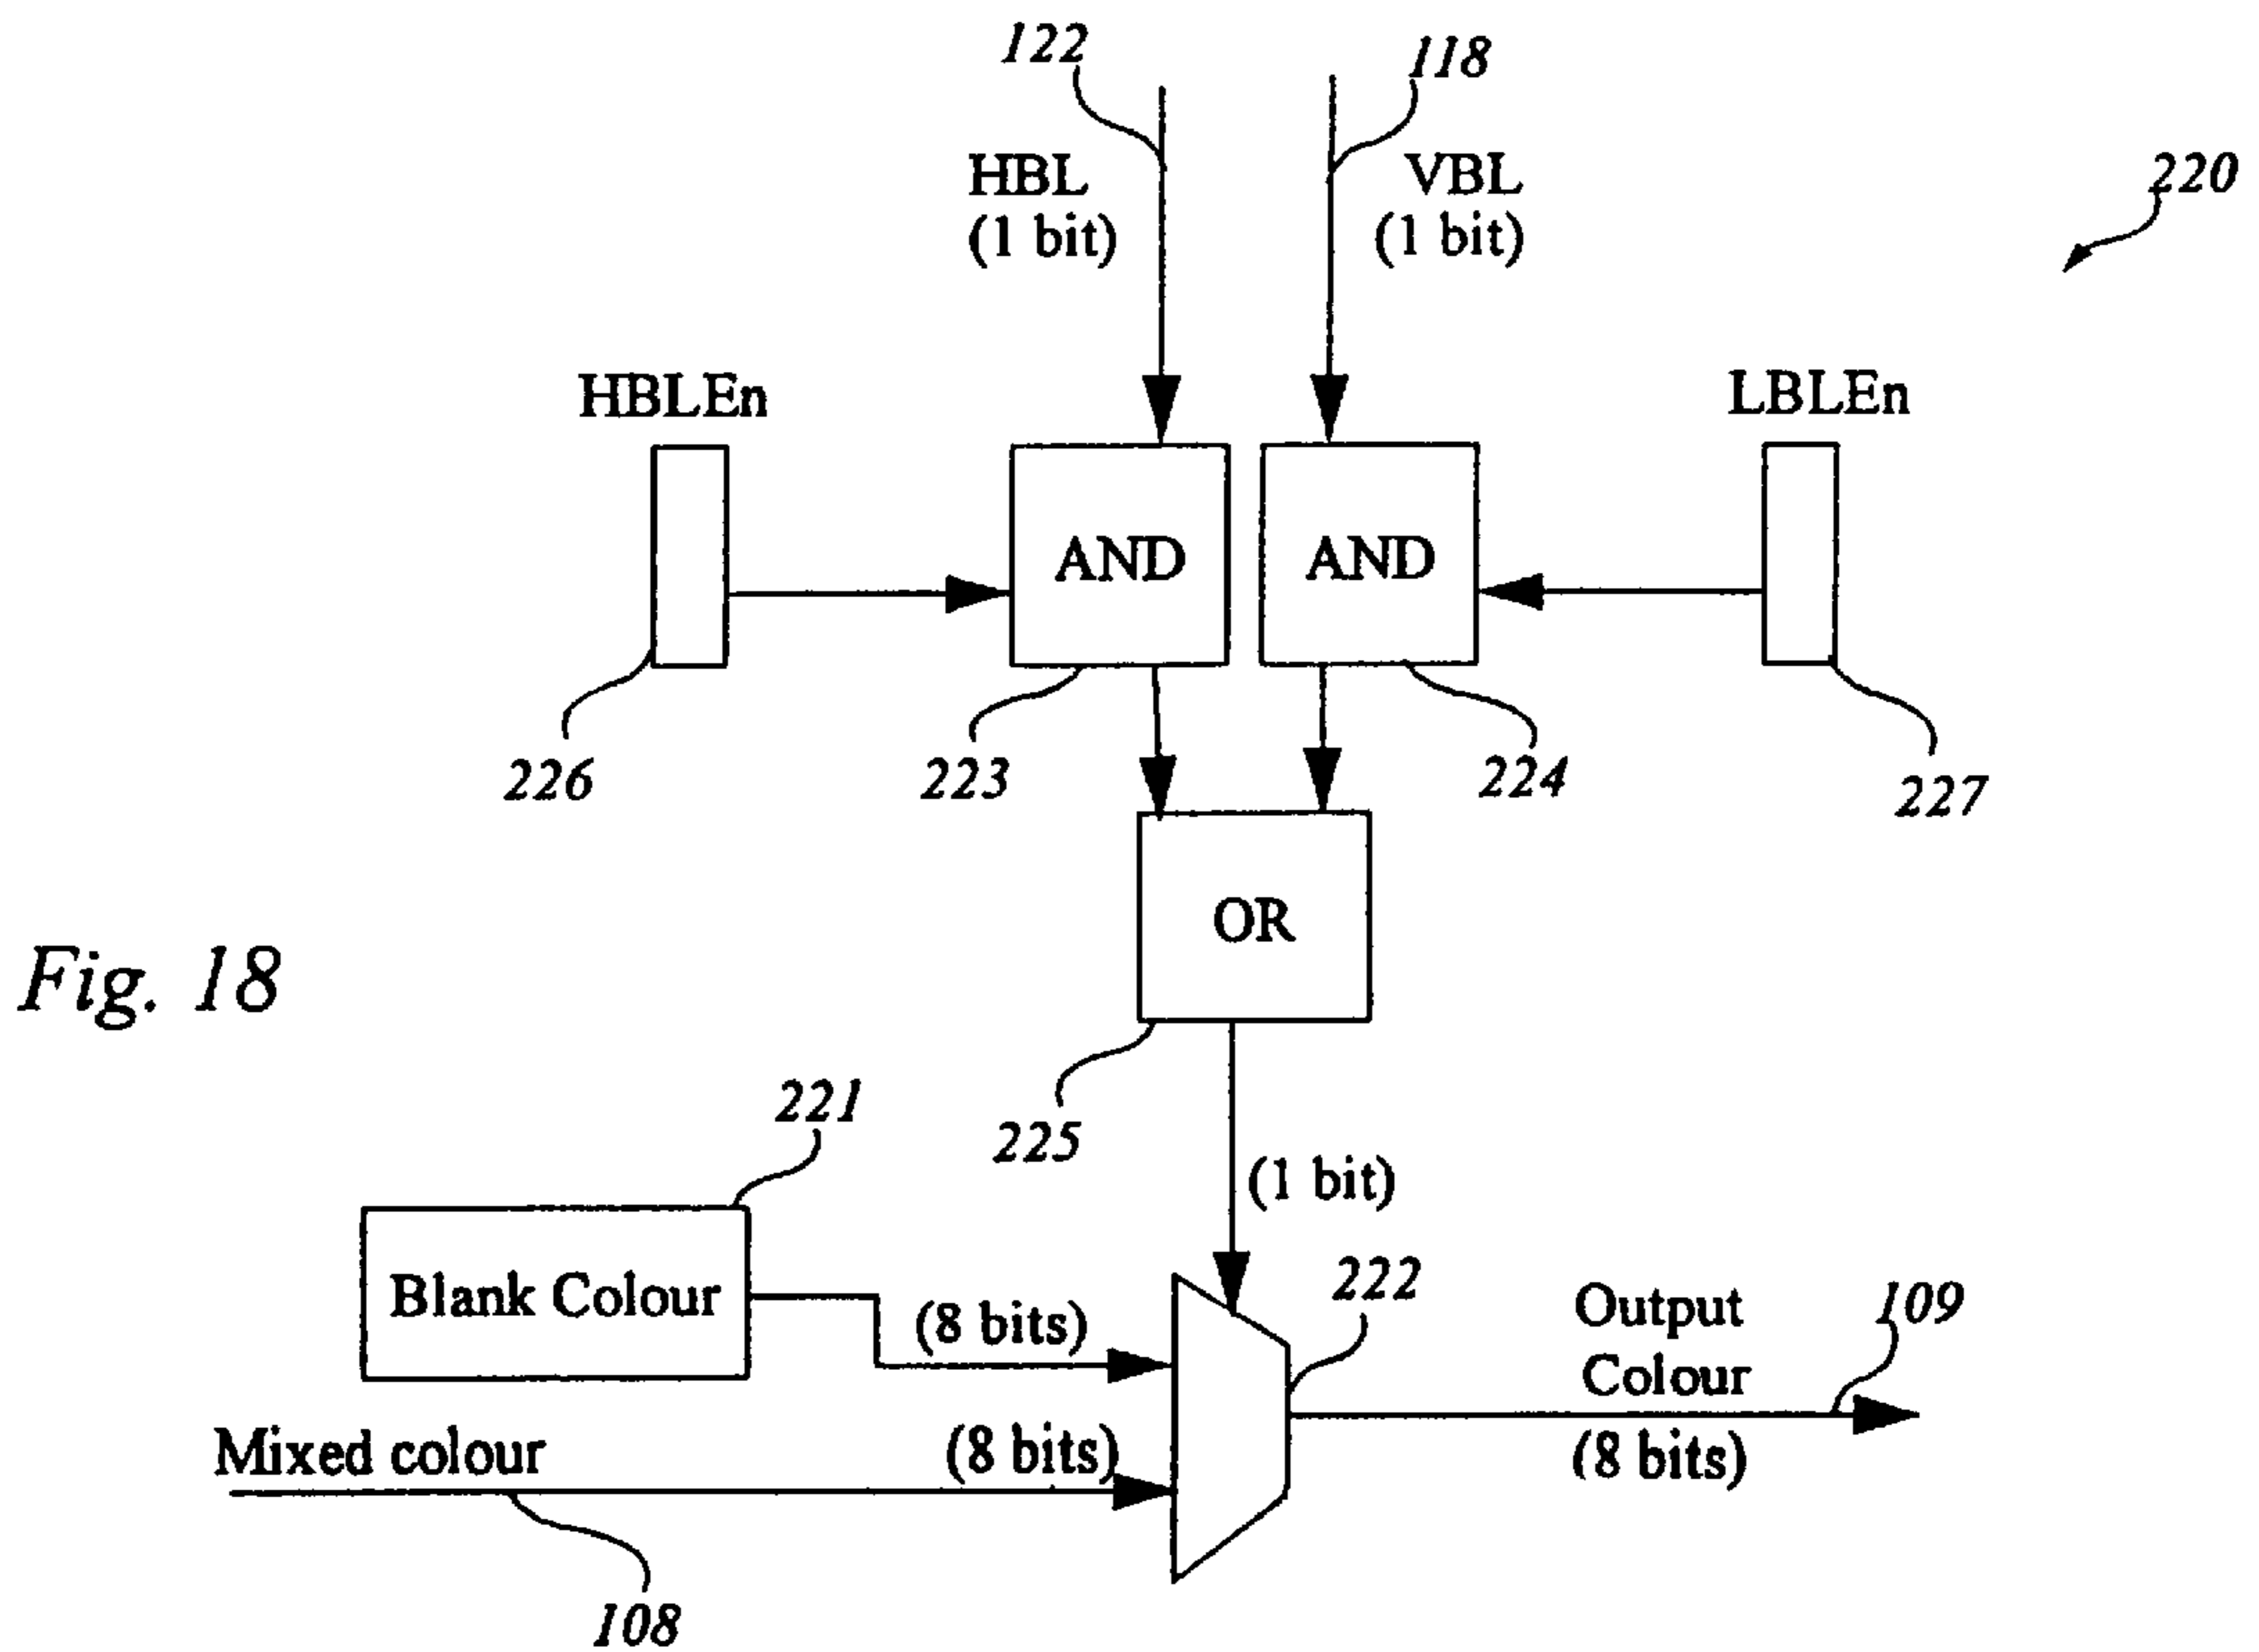 122
118
HBL
(1 bit)
VBL
(1 bit)
220
HBLEn
LBLEn
AND
AND
226
223
224
227
OR
Fig. 18
225
221
(1 bit)
Blank Colour
(8 bits)
222
Output
Colour
(8 bits)
109
Mixed colour
(8 bits)
108